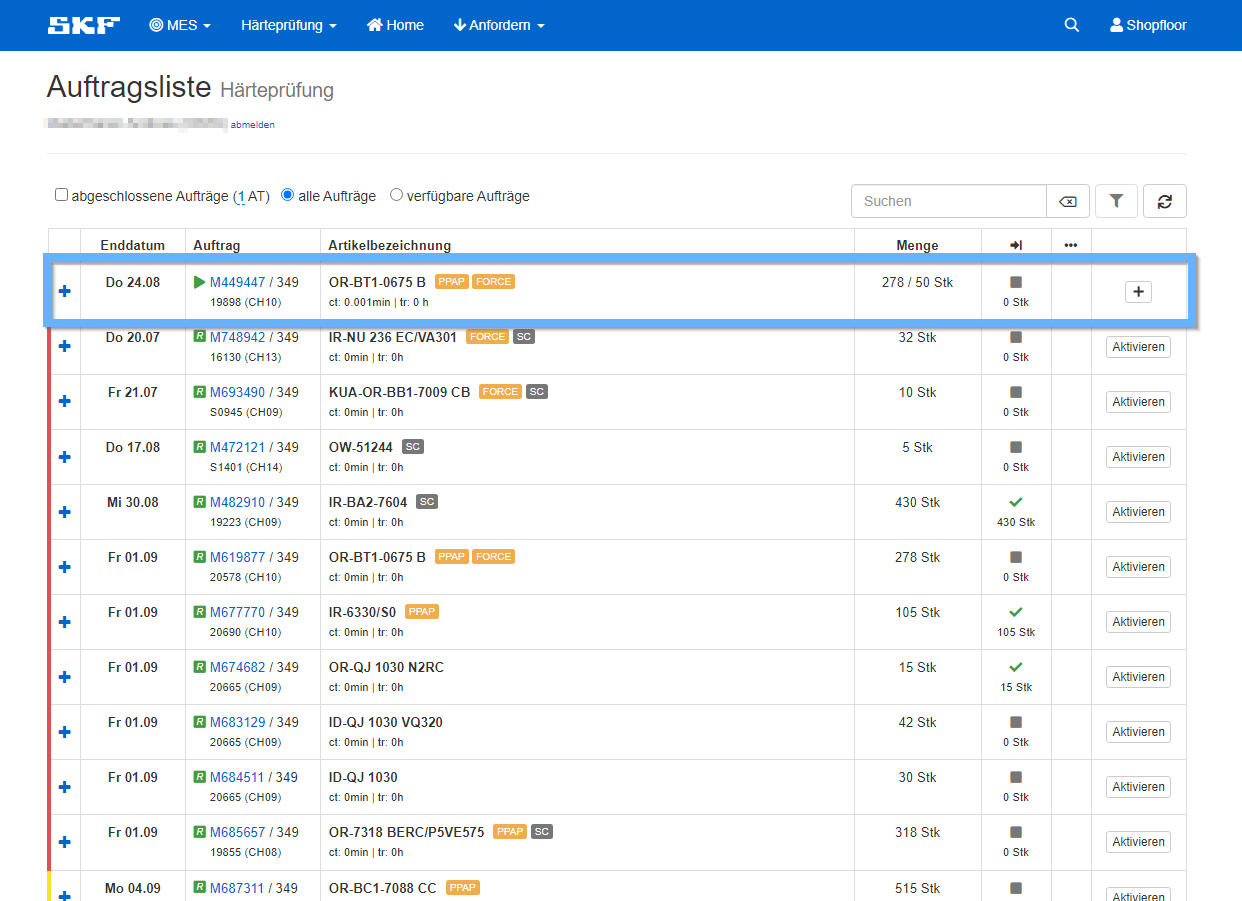 SKF MES Härteprüfung Home Anfordern Shopfloor
Auftragsliste Härteprüfung
abmelden
abgeschlossene Aufträge (1 AT) alle Aufträge verfügbare Aufträge Suchen
Enddatum Auftrag Artikelbezeichnung Menge
Do 24.08 M449447 / 349 OR-BT1-0675 B PPAP FORCE 278 / 50 Stk
19898 (CH10) ct: 0.001min | tr: 0 h 0 Stk +
Do 20.07 R M748942 / 349 IR-NU 236 EC/VA301 FORCE SC 32 Stk
16130 (CH13) ct: 0min | tr: 0h 0 Stk Aktivieren
Fr 21.07 R M693490 / 349 KUA-OR-BB1-7009 CB FORCE SC 10 Stk
S0945 (CH09) ct: 0min | tr: 0h 0 Stk Aktivieren
Do 17.08 R M472121 / 349 OW-51244 SC 5 Stk
S1401 (CH14) ct: 0min | tr: 0h 0 Stk Aktivieren
Mi 30.08 R M482910 / 349 IR-BA2-7604 SC 430 Stk
19223 (CH09) ct: 0min | tr: 0h 430 Stk Aktivieren
Fr 01.09 R M619877 / 349 OR-BT1-0675 B PPAP FORCE 278 Stk
20578 (CH10) ct: 0min | tr: 0h 0 Stk Aktivieren
Fr 01.09 R M677770 / 349 IR-6330/S0 PPAP 105 Stk
20690 (CH10) ct: 0min | tr: 0h 105 Stk Aktivieren
Fr 01.09 R M674682 / 349 OR-QJ 1030 N2RC 15 Stk
20665 (CH09) ct: 0min | tr: 0h 15 Stk Aktivieren
Fr 01.09 R M683129 / 349 ID-QJ 1030 VQ320 42 Stk
20665 (CH09) ct: 0min | tr: 0h 0 Stk Aktivieren
Fr 01.09 R M684511 / 349 ID-QJ 1030 30 Stk
20665 (CH09) ct: 0min | tr: 0h 0 Stk Aktivieren
Fr 01.09 R M685657 / 349 OR-7318 BERC/P5VE575 PPAP SC 318 Stk
19855 (CH08) ct: 0min | tr: 0h 0 Stk Aktivieren
Mo 04.09 R M687311 / 349 OR-BC1-7088 CC PPAP 515 Stk
Aktivieren